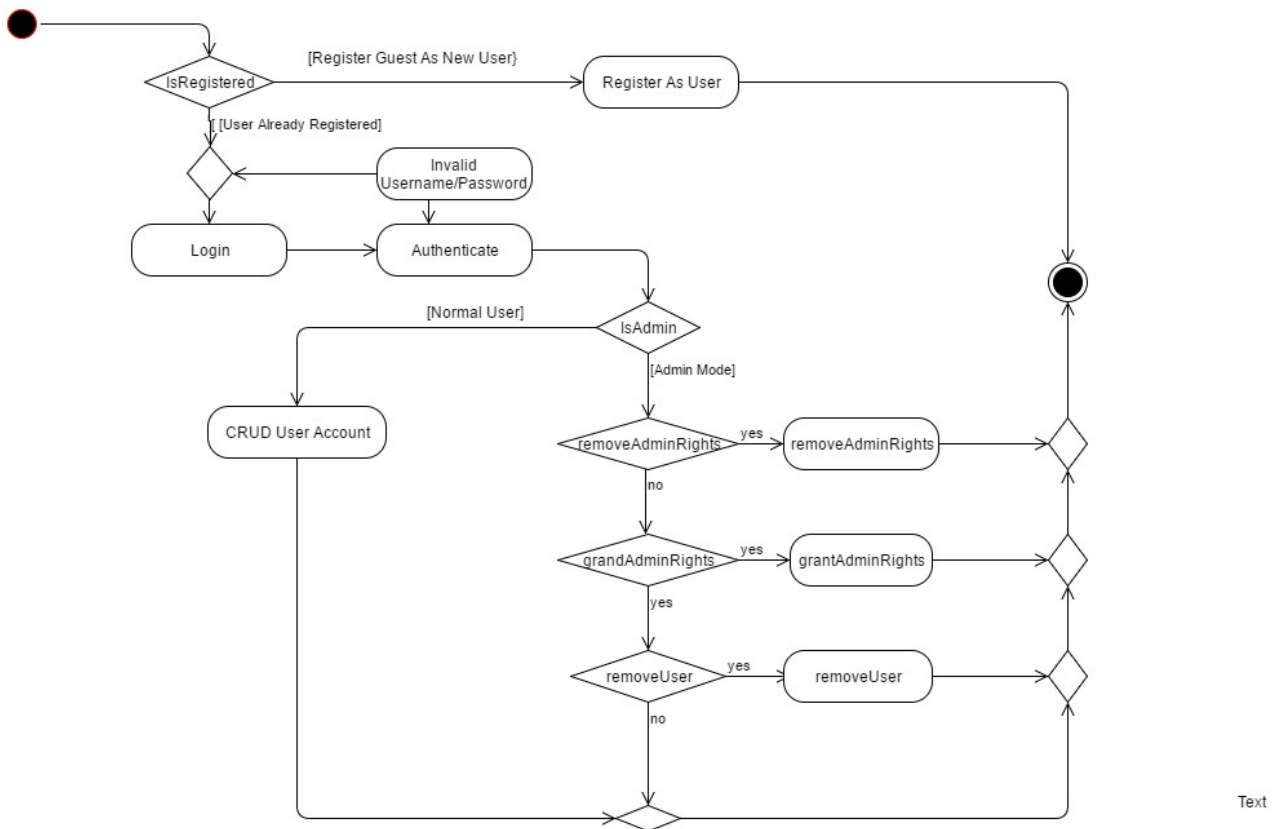 [Register Guest As New User}
IsRegistered
Register As User
[ [User Already Registered]
Invalid
Username/Password
Login
Authenticate
[Normal User]
IsAdmin
[Admin Mode]
CRUD User Account
removeAdminRights
yes
removeAdminRights
no
grandAdminRights
yes
grantAdminRights
yes
removeUser
yes
removeUser
no
Text